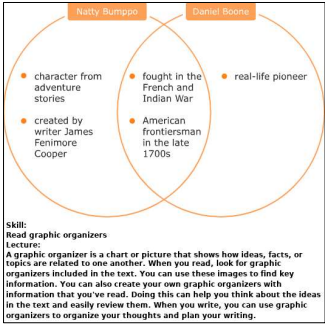 Natty Bumppo
Daniel Boone
character from
adventure
stories
created by
writer James
Fenimore
Cooper
fought in the
French and
Indian War
American
frontiersman
in the late
1700s
real-life pioneer
Skill:
Read graphic organizers
Lecture:
A graphic organizer is a chart or picture that shows how ideas, facts, or
topics are related to one another. When you read, look for graphic
organizers included in the text. You can use these images to find key
information. You can also create your own graphic organizers with
information that you've read. Doing this can help you think about the ideas
in the text and easily review them. When you write, you can use graphic
organizers to organize your thoughts and plan your writing.